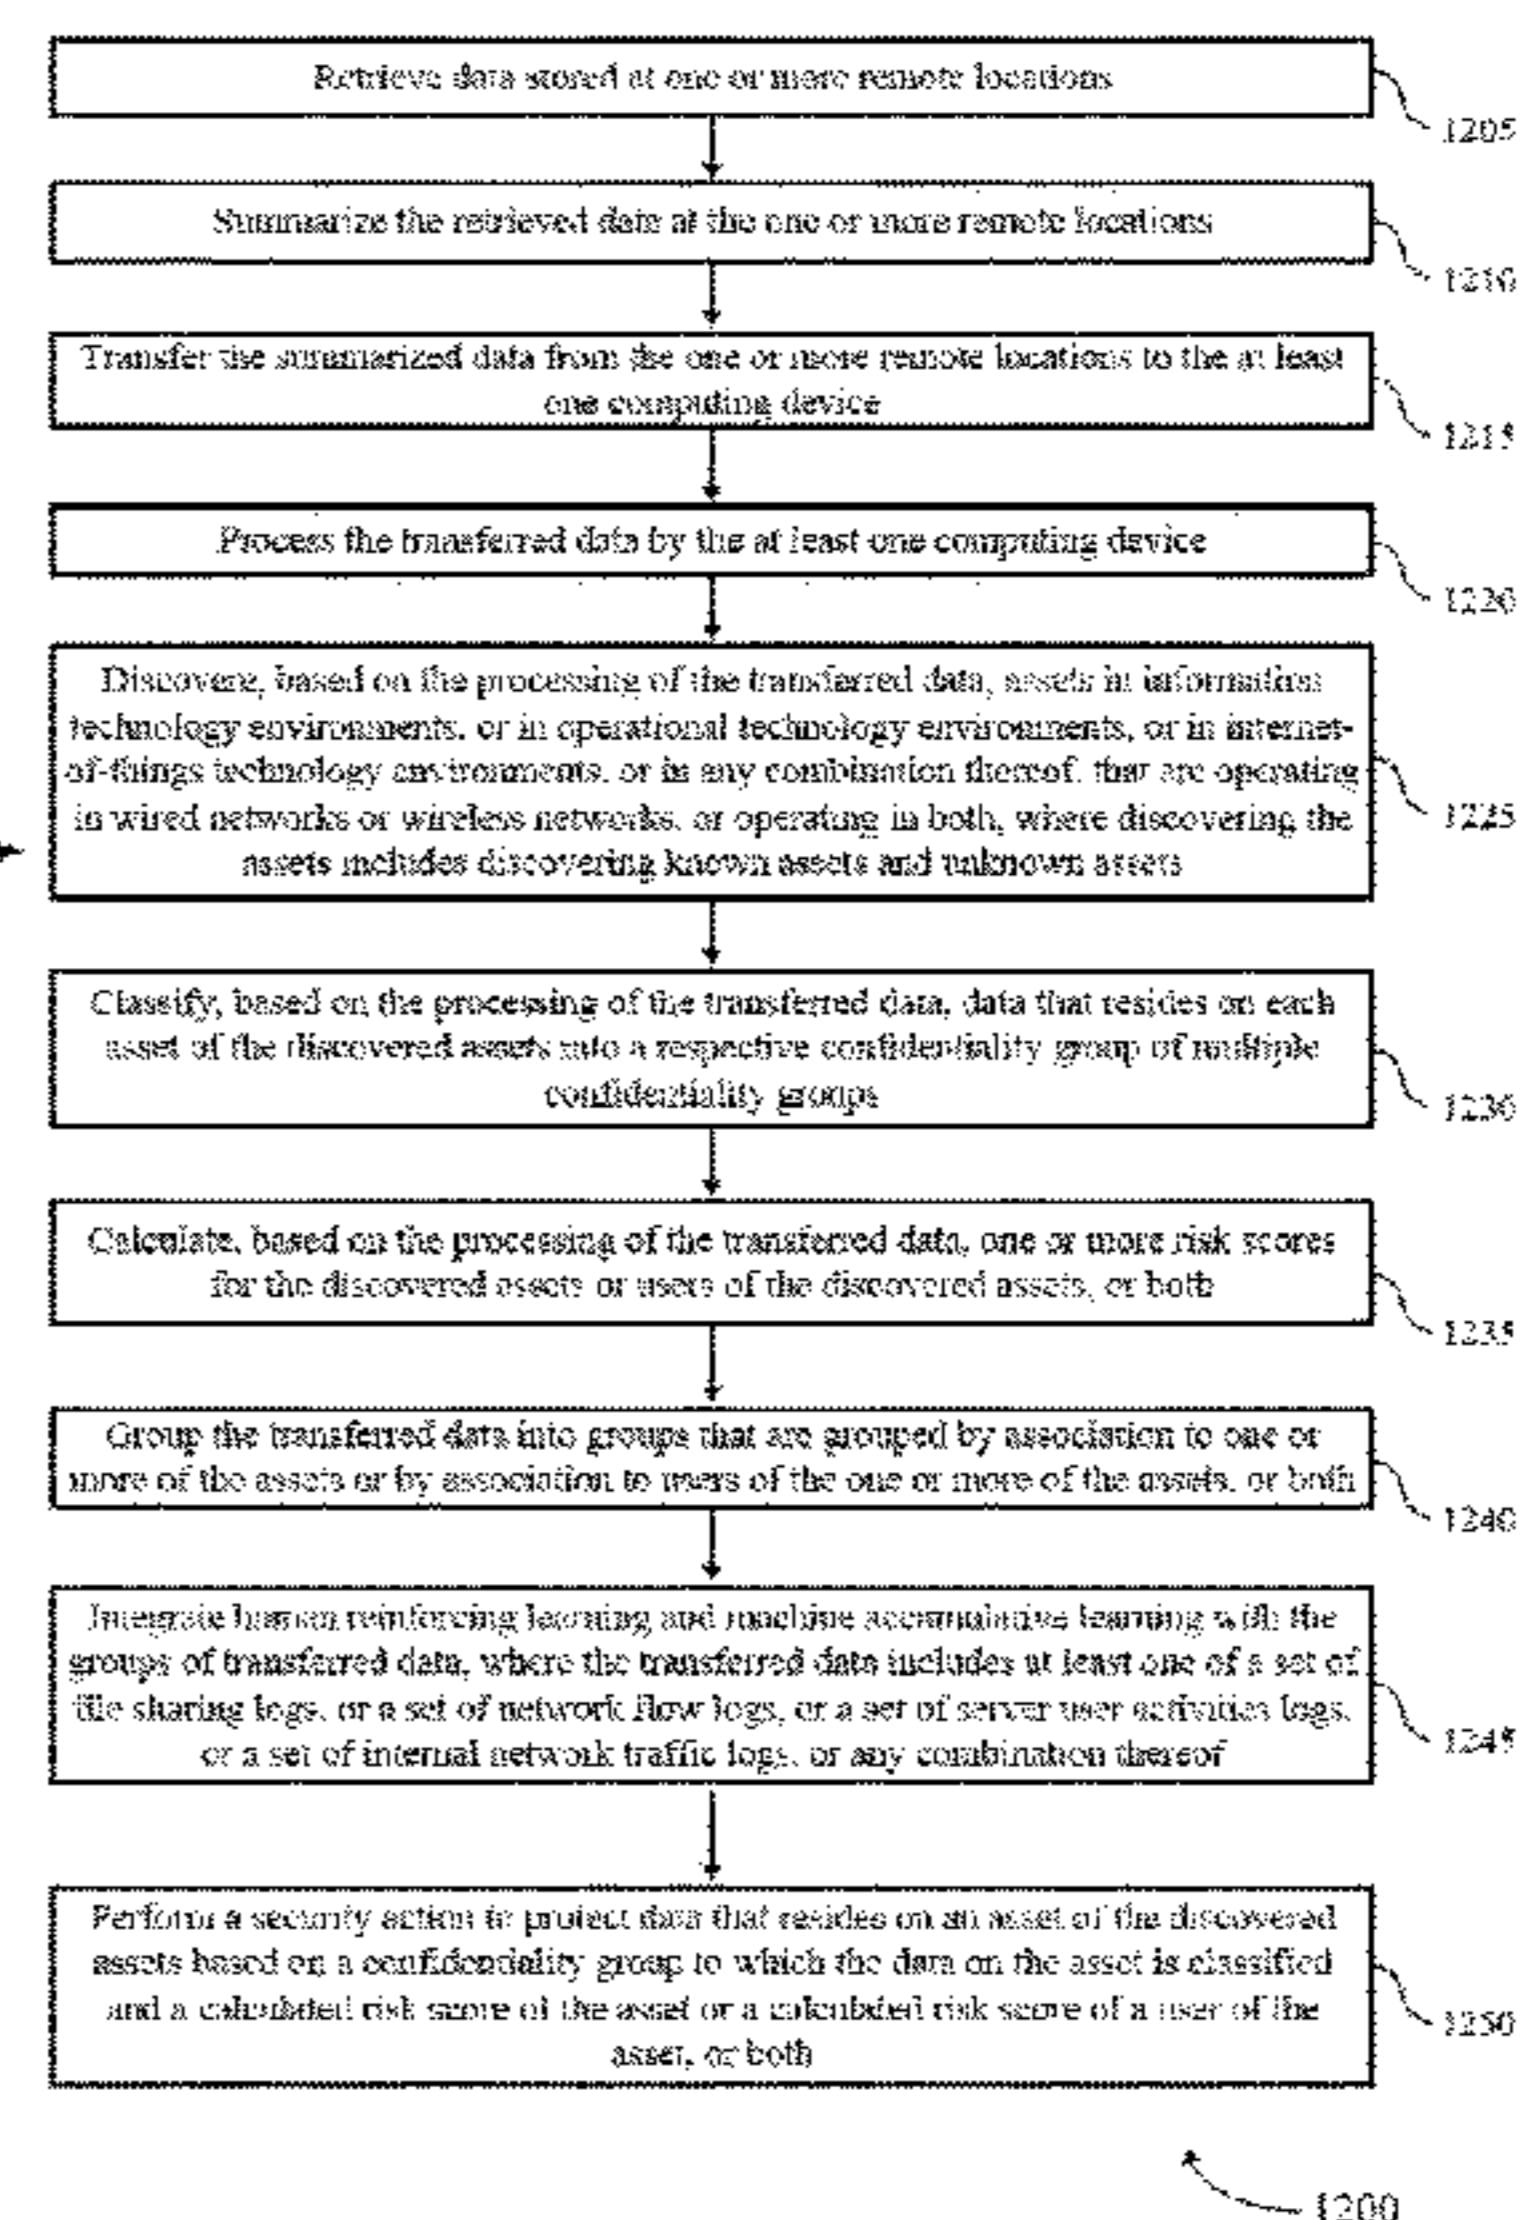 Retrieve data stored at one or more remote locations
1205
Summarize the retrieved data at the one or more remote locations
1210
Transfer the summarized data from the one or more remote locations to the at least
one computing device
1215
Process the transferred data by the at least one computing device
1220
Discovere, based on the processing of the transferred data, assets in information
technology environments, or in operational technology environments, or in internet-
of-things technology environments, or in any combination thereof, that are operating
in wired networks or wireless networks, or operating in both, where discovering the
assets includes discovering known assets and unknown assets
1225
Classify, based on the processing of the transferred data, data that resides on each
asset of the discovered assets into a respective confidentiality group of multiple
confidentiality groups
1230
Calculate, based on the processing of the transferred data, one or more risk scores
for the discovered assets or users of the discovered assets, or both
1235
Group the transferred data into groups that are grouped by association to one or
more of the assets or by association to users of the one or more of the assets, or both
1240
Integrate human reinforcing learning and machine accumulative learning with the
groups of transferred data, where the transferred data includes at least one of a set of
file sharing logs, or a set of network flow logs, or a set of server user activities logs,
or a set of internal network traffic logs, or any combination thereof
1245
Perform a security action to protect data that resides on an asset of the discovered
assets based on a confidentiality group to which the data on the asset is classified
and a calculated risk score of the asset or a calculated risk score of a user of the
asset, or both
1250
1200